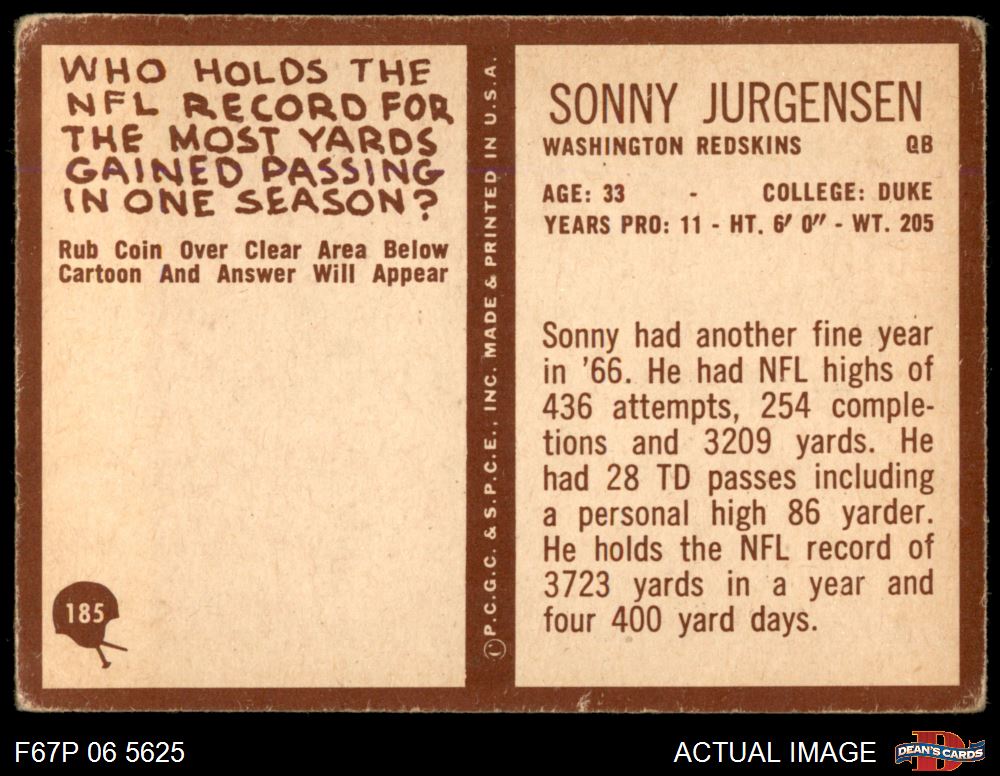 WHO HOLDS THE
NFL RECORD FOR
THE MOST YARDS
GAINED PASSING
IN ONE SEASON?
Rub Coin Over Clear Area Below
Cartoon And Answer Will Appear
185
© P.C.G.C. & S.P.C.E., INC. MADE & PRINTED IN U.S.A.
SONNY JURGENSEN
WASHINGTON REDSKINS QB
AGE: 33 - COLLEGE: DUKE
YEARS PRO: 11 - HT. 6' 0" - WT. 205
Sonny had another fine year
in '66. He had NFL highs of
436 attempts, 254 comple-
tions and 3209 yards. He
had 28 TD passes including
a personal high 86 yarder.
He holds the NFL record of
3723 yards in a year and
four 400 yard days.
F67P 06 5625
ACTUAL IMAGE
D
DEAN'S CARDS